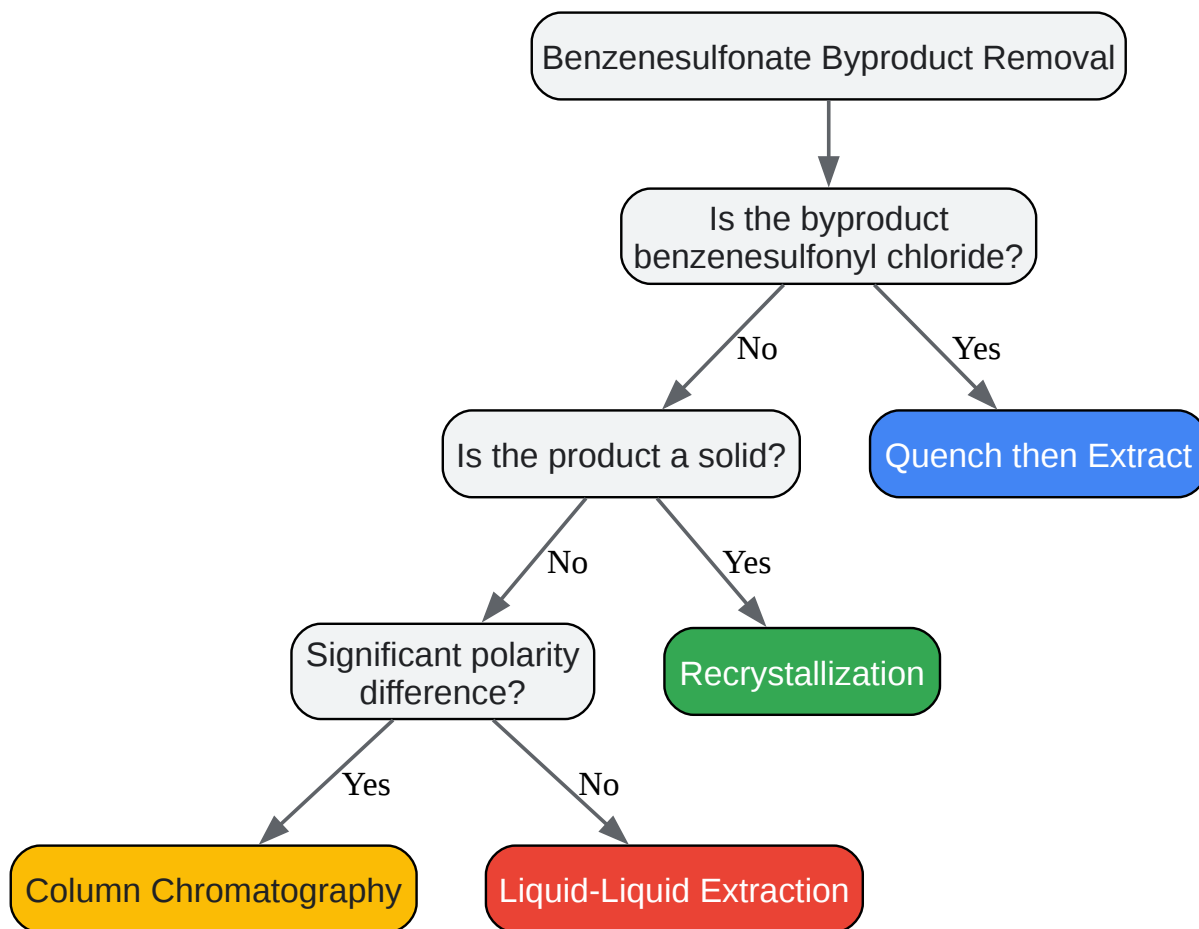 Benzenesulfonate Byproduct Removal
Is the byproduct
benzenesulfonyl chloride?
No
Yes
Is the product a solid?
Quench then Extract
No
Yes
Significant polarity
difference?
Recrystallization
Yes
No
Column Chromatography
Liquid-Liquid Extraction